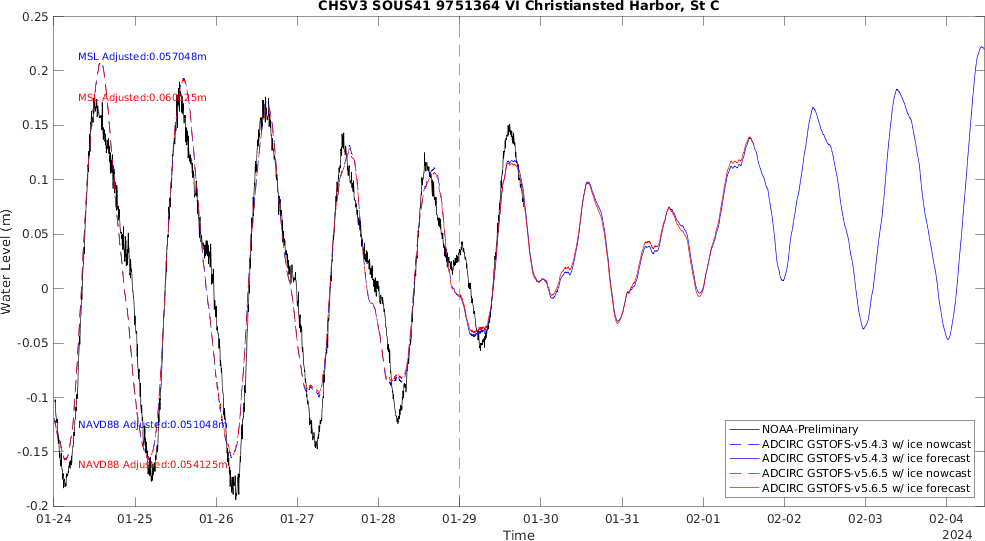 CHSV3 SOUS41 9751364 VI Christiansted Harbor, St C
0.25
0.2
0.15
0.1
0.05
0
-0.05
-0.1
-0.15
-0.2
Water Level (m)
MSL Adjusted:0.057048m
MSL Adjusted:0.060125m
NAVD88 Adjusted:0.051048m
NAVD88 Adjusted:0.054125m
NOAA-Preliminary
ADCIRC GSTOFS-v5.4.3 w/ ice nowcast
ADCIRC GSTOFS-v5.4.3 w/ ice forecast
ADCIRC GSTOFS-v5.6.5 w/ ice nowcast
ADCIRC GSTOFS-v5.6.5 w/ ice forecast
01-24 01-25 01-26 01-27 01-28 01-29 01-30 01-31 02-01 02-02 02-03 02-04
Time
2024